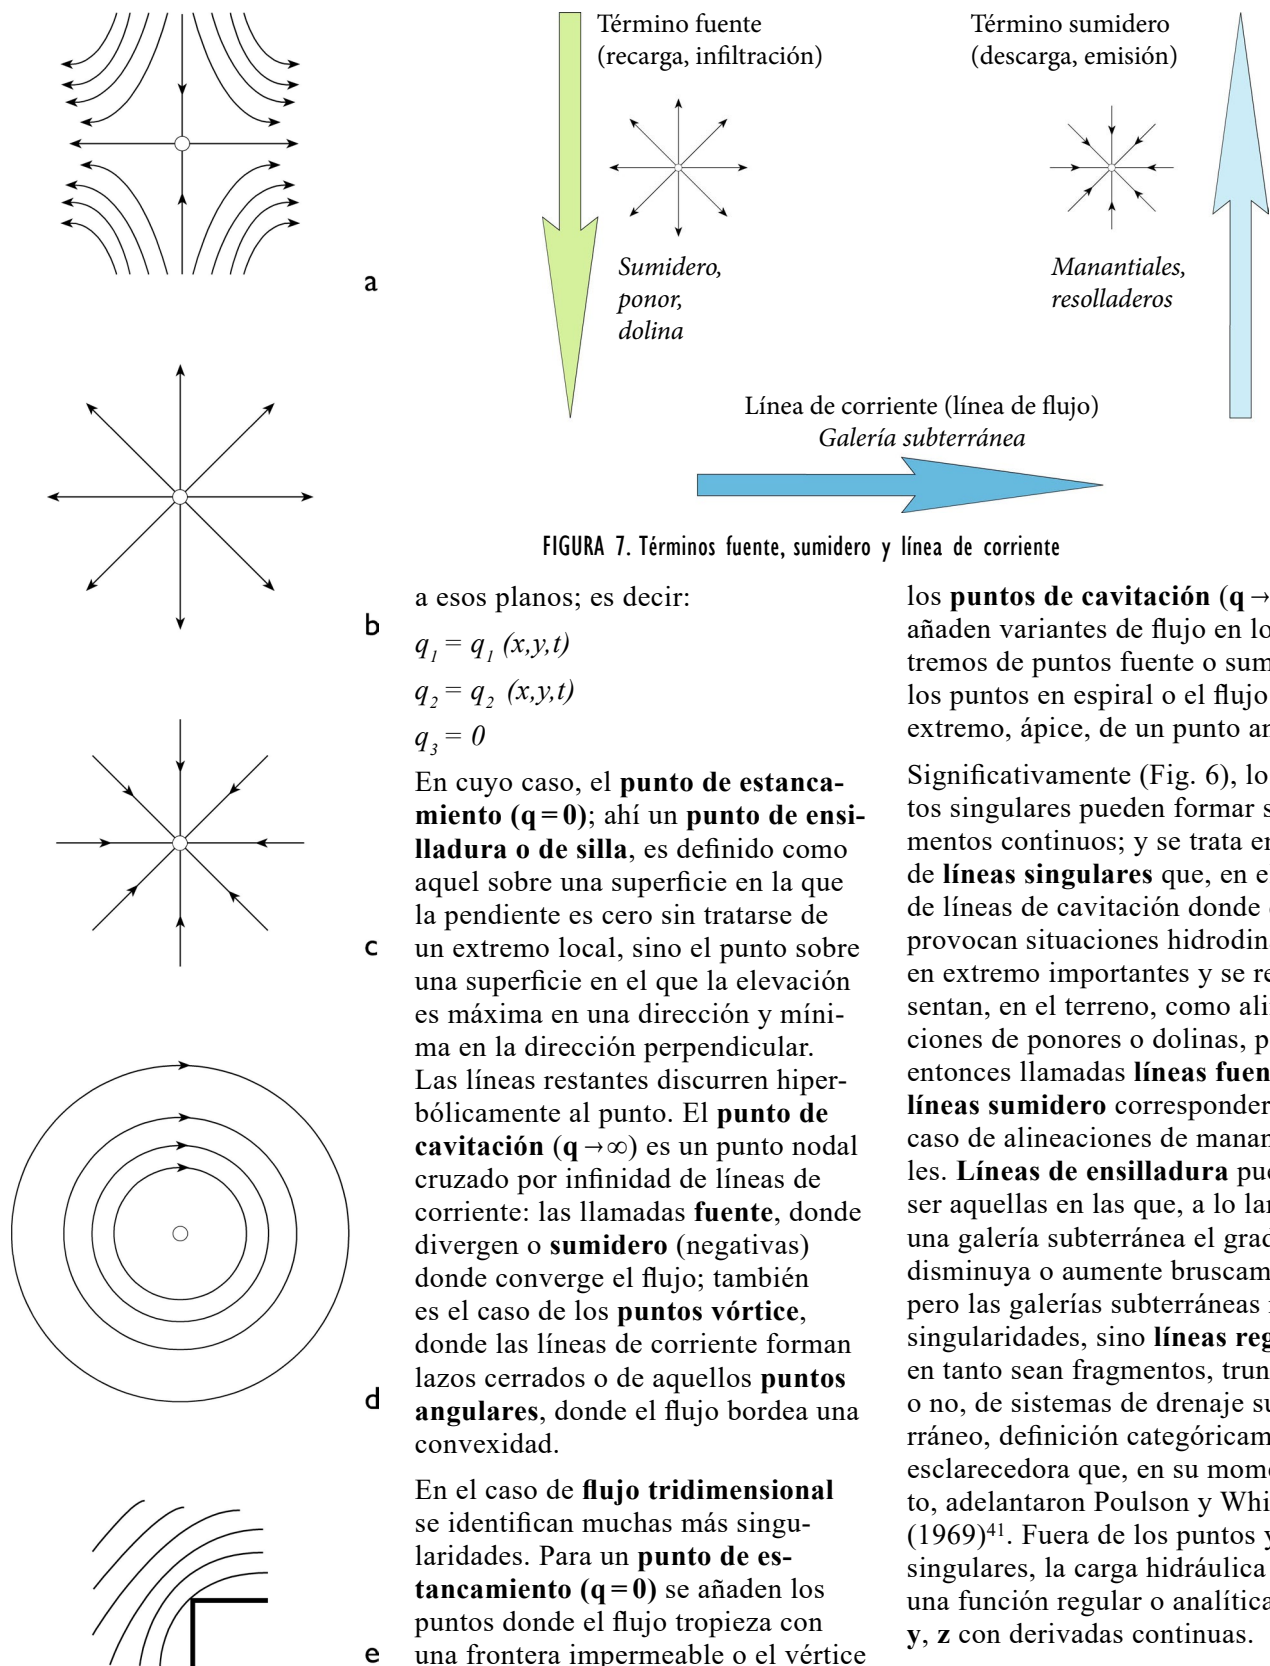 Término fuente
(recarga, infiltración)
Sumidero,
ponor,
dolina
Término sumidero
(descarga, emisión)
Manantiales,
resolladeros
Línea de corriente (línea de flujo)
Galería subterránea
FIGURA 7. Términos fuente, sumidero y línea de corriente
a
b
c
d
e
a esos planos; es decir:
q1 = q1 (x,y,t)
q2 = q2 (x,y,t)
q3 = 0
En cuyo caso, el punto de estanca-
miento (q=0); ahí un punto de ensi-
lladura o de silla, es definido como
aquel sobre una superficie en la que
la pendiente es cero sin tratarse de
un extremo local, sino el punto sobre
una superficie en el que la elevación
es máxima en una dirección y míni-
ma en la dirección perpendicular.
Las líneas restantes discurren hiper-
bólicamente al punto. El punto de
cavitación (q→∞) es un punto nodal
cruzado por infinidad de líneas de
corriente: las llamadas fuente, donde
divergen o sumidero (negativas)
donde converge el flujo; también
es el caso de los puntos vórtice,
donde las líneas de corriente forman
lazos cerrados o de aquellos puntos
angulares, donde el flujo bordea una
convexidad.
En el caso de flujo tridimensional
se identifican muchas más singu-
laridades. Para un punto de es-
tancamiento (q=0) se añaden los
puntos donde el flujo tropieza con
una frontera impermeable o el vértice
los puntos de cavitación (q→
añaden variantes de flujo en lo
tremos de puntos fuente o sum
los puntos en espiral o el flujo
extremo, ápice, de un punto an
Significativamente (Fig. 6), lo
tos singulares pueden formar s
mentos continuos; y se trata en
de líneas singulares que, en e
de líneas de cavitación donde
provocan situaciones hidrodin
en extremo importantes y se re
sentan, en el terreno, como alin
ciones de ponores o dolinas, p
entonces llamadas líneas fuen
líneas sumidero corresponder
caso de alineaciones de manan
les. Líneas de ensilladura pue
ser aquellas en las que, a lo lar
una galería subterránea el grad
disminuya o aumente bruscam
pero las galerías subterráneas
singularidades, sino líneas reg
en tanto sean fragmentos, trun
o no, de sistemas de drenaje su
rráneo, definición categóricam
esclarecedora que, en su mome
to, adelantaron Poulson y Whi
(1969)41. Fuera de los puntos y
singulares, la carga hidráulica
una función regular o analítica
y, z con derivadas continuas.